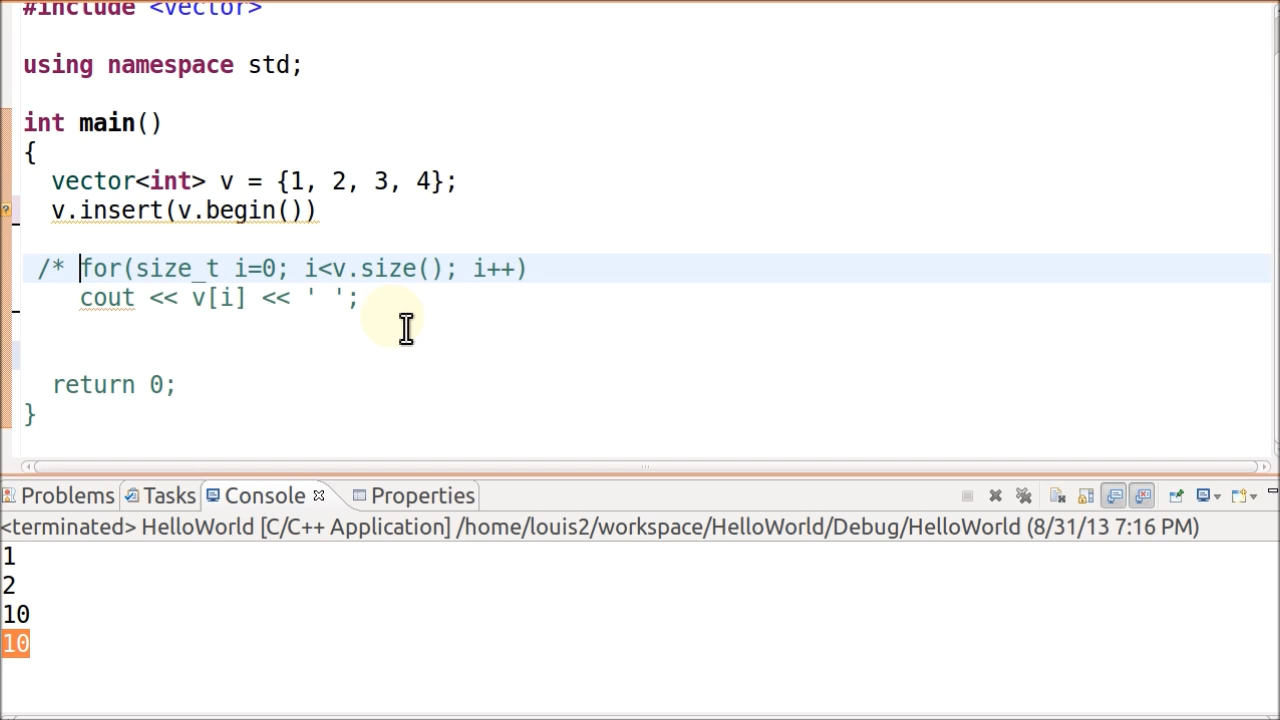 #include <vector>
using namespace std;
int main()
{
vector<int> v = {1, 2, 3, 4};
v.insert(v.begin())
/* for(size_t i=0; i<v.size(); i++)
cout << v[i] << ' ';
return 0;
}
Problems Tasks Console Properties
<terminated> HelloWorld [C/C++ Application] /home/louis2/workspace/HelloWorld/Debug/HelloWorld (8/31/13 7:16 PM)
1
2
10
10